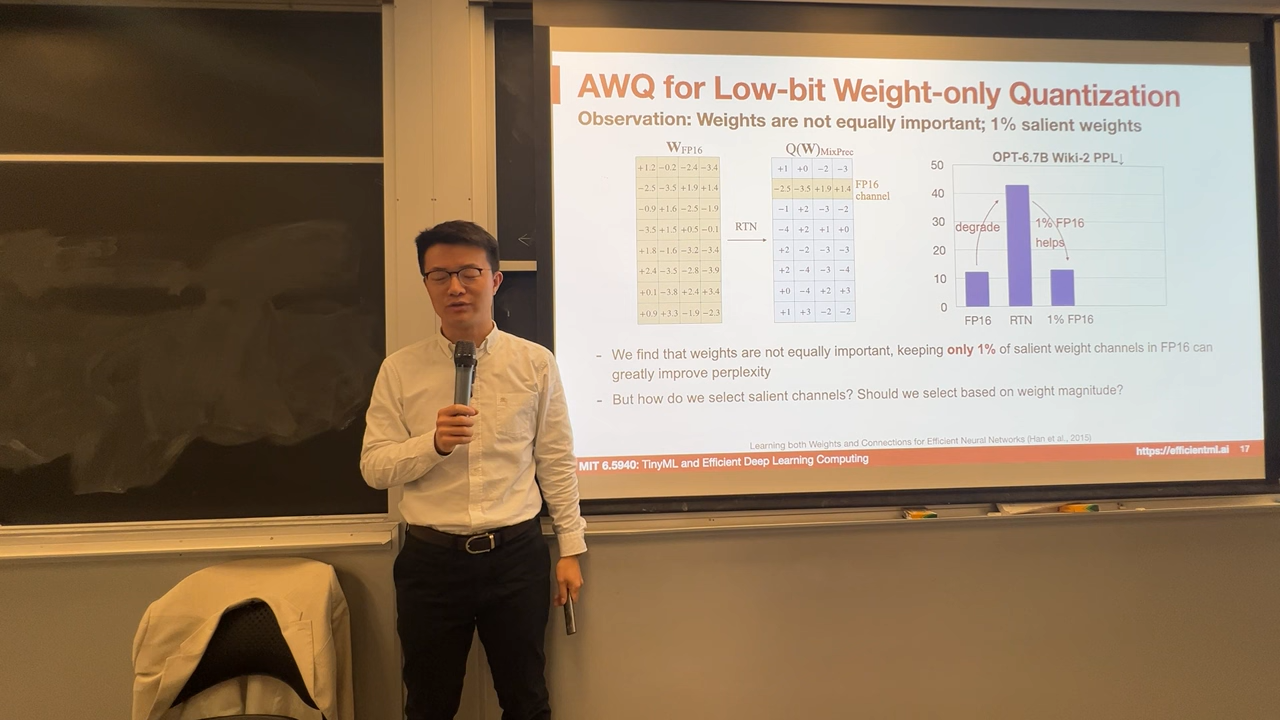 AWQ for Low-bit Weight-only Quantization
Observation: Weights are not equally important; 1% salient weights
W_FP16
+1.2 −0.2 −2.4 −3.4
−2.5 −3.5 +1.9 +1.4
−0.9 +1.6 −2.5 −1.9
−3.5 +1.5 +0.5 −0.1
+1.8 −1.6 −3.2 −3.4
+2.4 −3.5 −2.8 −3.9
+0.1 −3.8 +2.4 +3.4
+0.9 +3.3 −1.9 −2.3
RTN
Q(W)_MixPrec
+1 +0 −2 −3
−2.5 −3.5 +1.9 +1.4
−1 +2 −3 −2
−4 +2 +1 +0
+2 −2 −3 −3
+2 −4 −3 −4
+0 −4 +2 +3
+1 +3 −2 −2
FP16
channel
OPT-6.7B Wiki-2 PPL↓
50
40
30
20
10
0
degrade
1% FP16
helps
FP16 RTN 1% FP16
- We find that weights are not equally important, keeping only 1% of salient weight channels in FP16 can
greatly improve perplexity
- But how do we select salient channels? Should we select based on weight magnitude?
Learning both Weights and Connections for Efficient Neural Networks (Han et al., 2015)
MIT 6.5940: TinyML and Efficient Deep Learning Computing
https://efficientml.ai 17